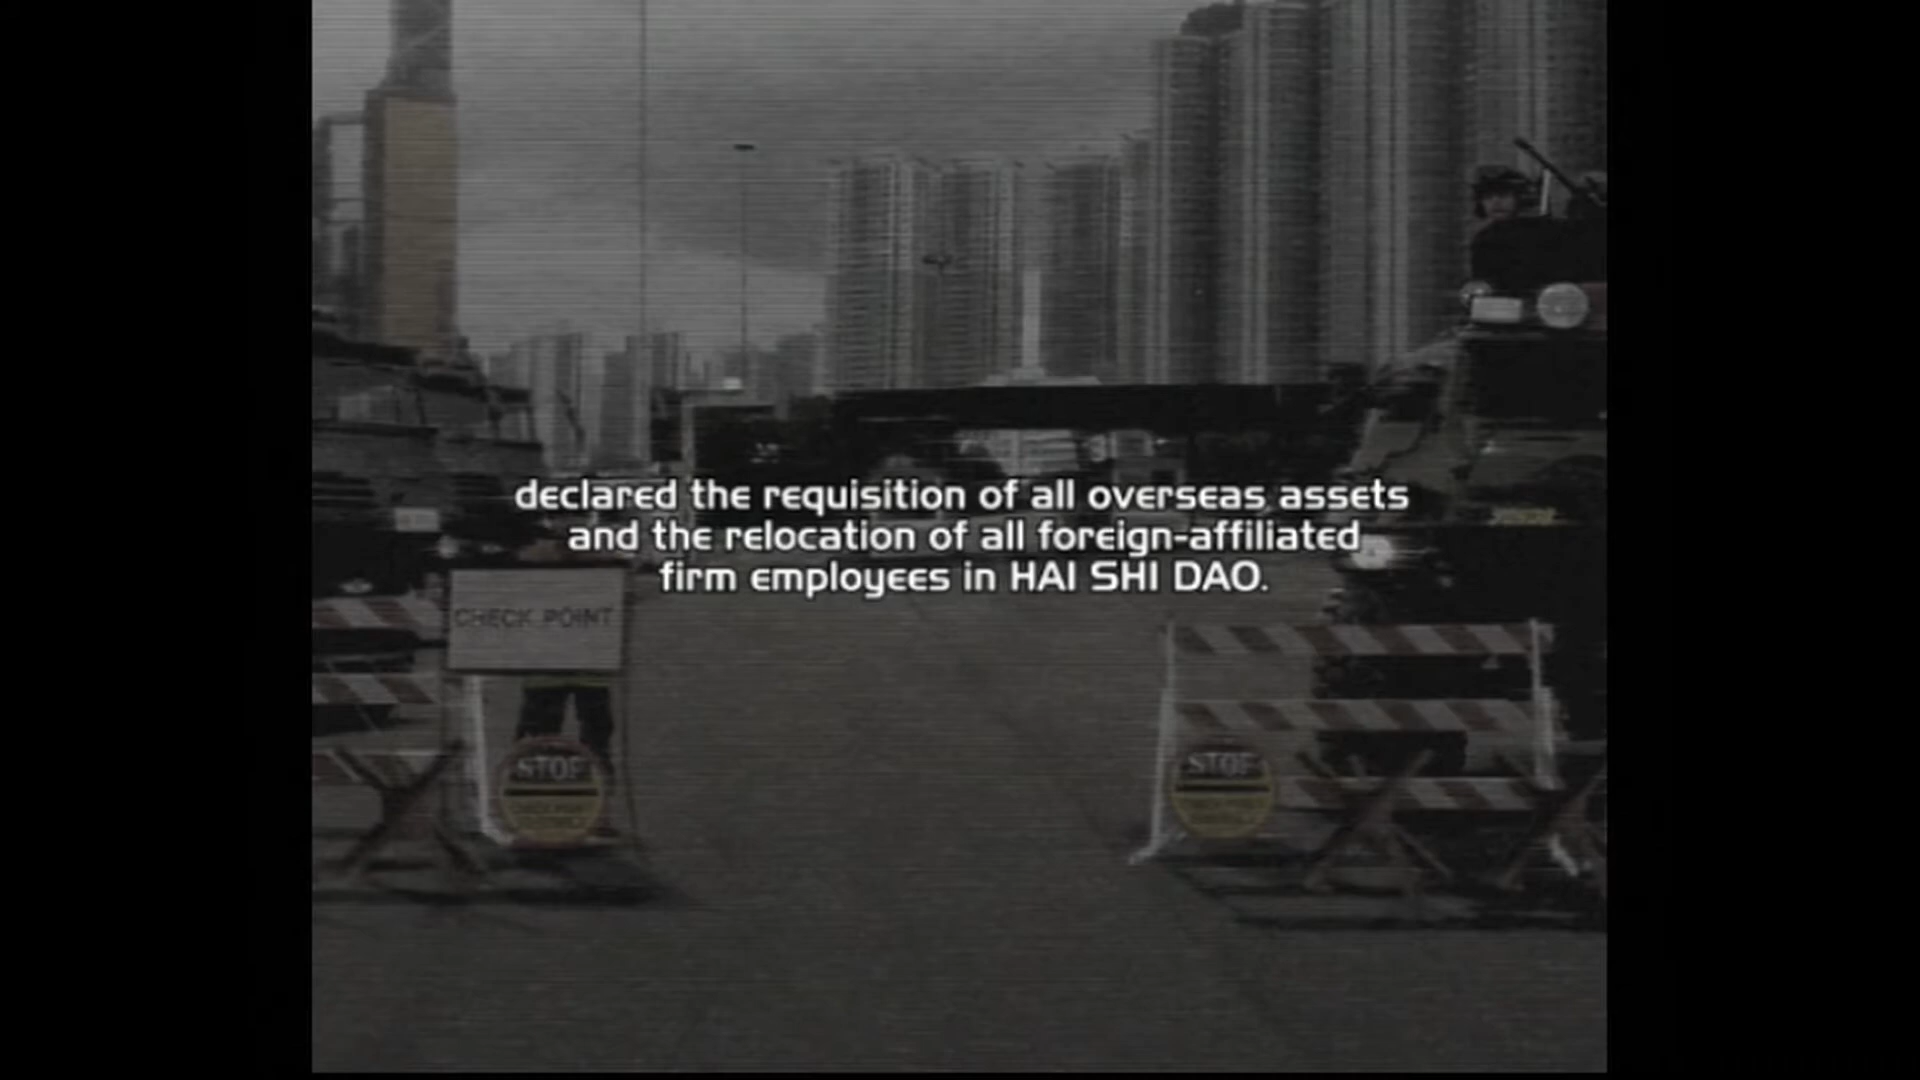 declared the requisition of all overseas assets
and the relocation of all foreign-affiliated
firm employees in HAI SHI DAO.
CHECK POINT
STOP
STOP